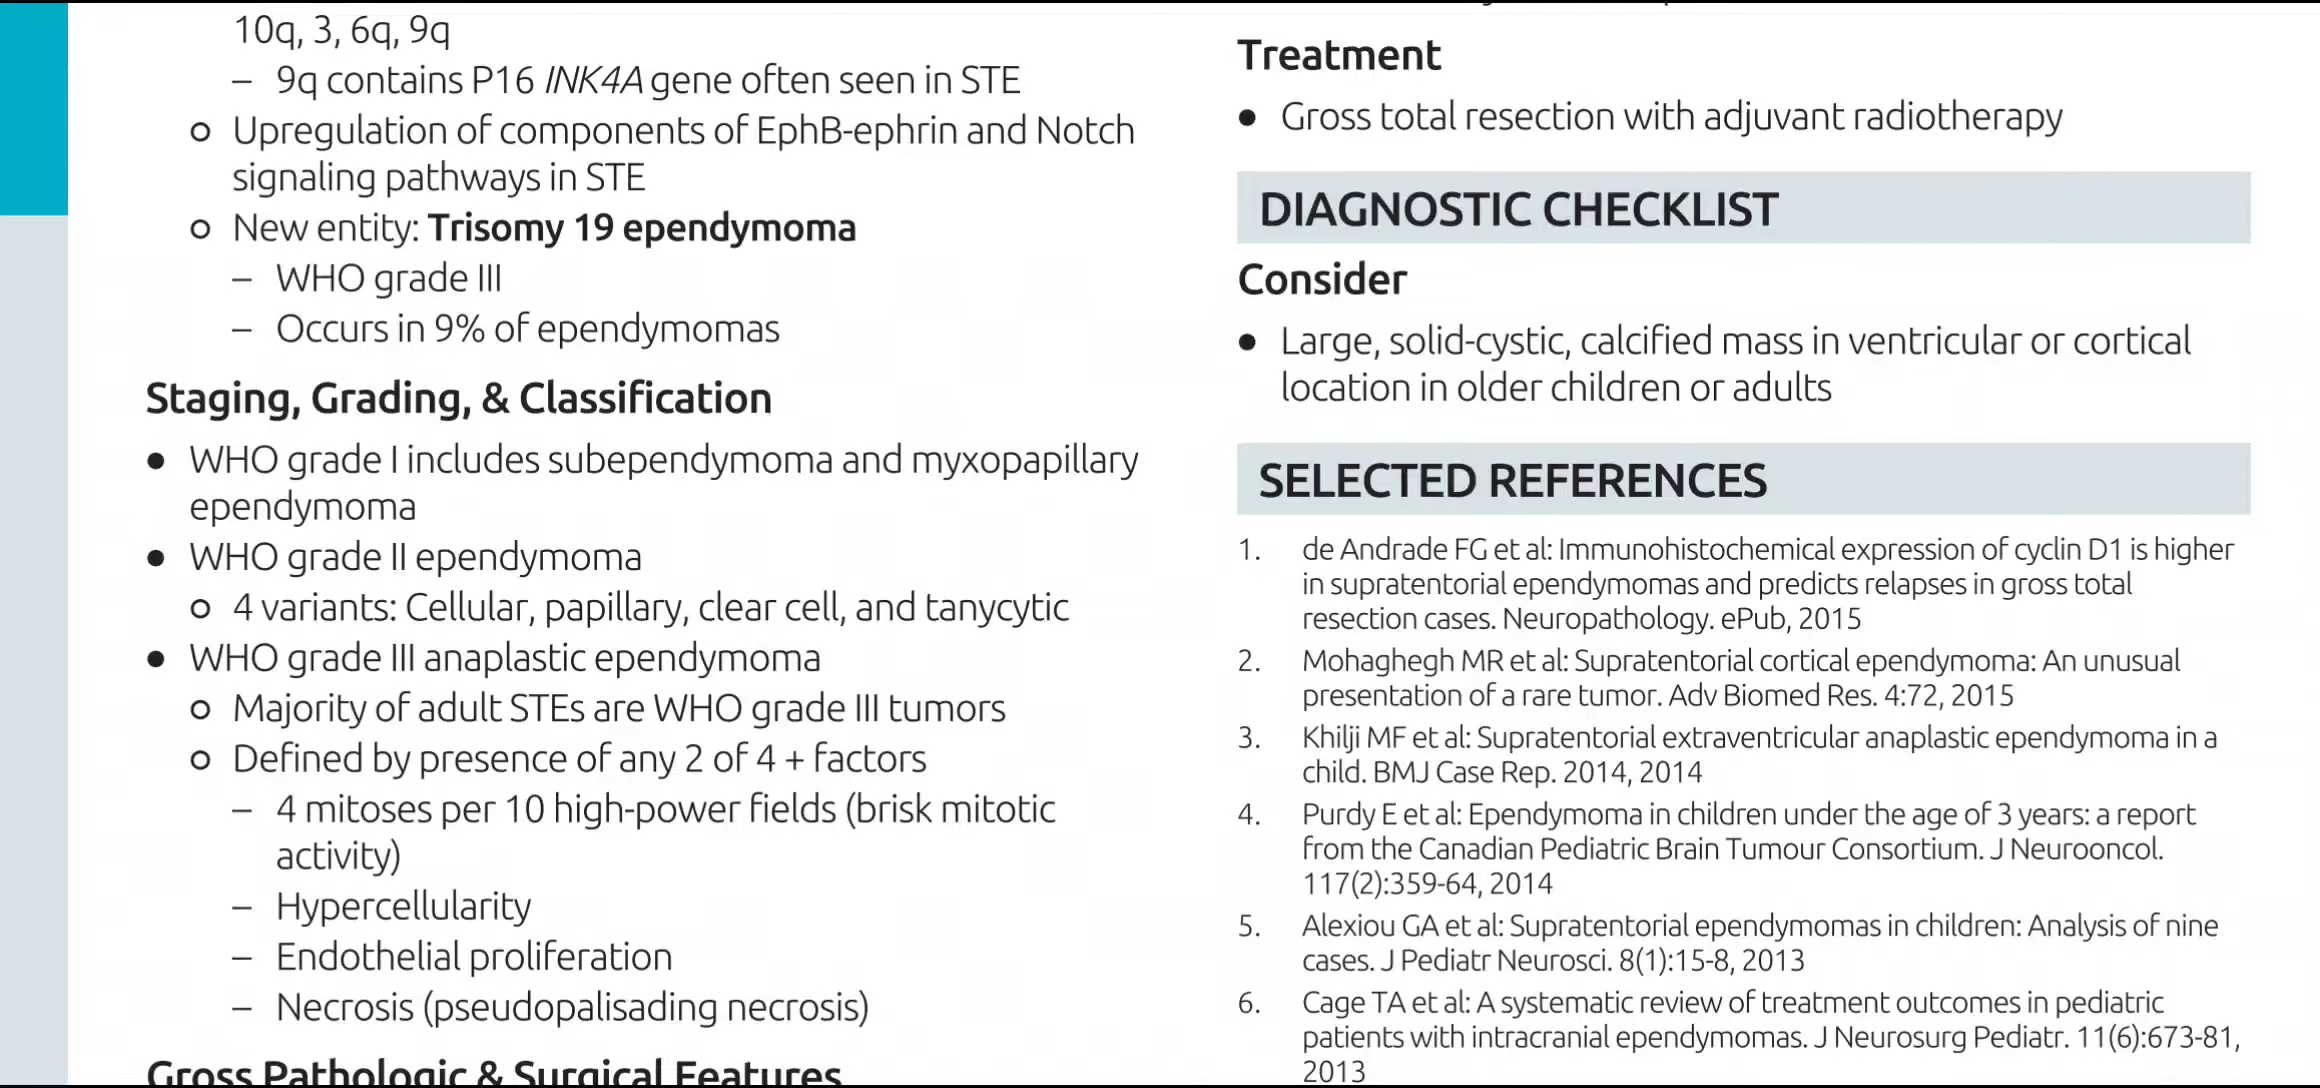 10q, 3, 6q, 9q
– 9q contains P16 INK4A gene often seen in STE
○ Upregulation of components of EphB-ephrin and Notch
signaling pathways in STE
○ New entity: Trisomy 19 ependymoma
– WHO grade III
– Occurs in 9% of ependymomas
Staging, Grading, & Classification
● WHO grade I includes subependymoma and myxopapillary
ependymoma
● WHO grade II ependymoma
○ 4 variants: Cellular, papillary, clear cell, and tanycytic
● WHO grade III anaplastic ependymoma
○ Majority of adult STEs are WHO grade III tumors
○ Defined by presence of any 2 of 4 + factors
– 4 mitoses per 10 high-power fields (brisk mitotic
activity)
– Hypercellularity
– Endothelial proliferation
– Necrosis (pseudopalisading necrosis)
Gross Pathologic & Surgical Features
Treatment
● Gross total resection with adjuvant radiotherapy
DIAGNOSTIC CHECKLIST
Consider
● Large, solid-cystic, calcified mass in ventricular or cortical
location in older children or adults
SELECTED REFERENCES
1. de Andrade FG et al: Immunohistochemical expression of cyclin D1 is higher
in supratentorial ependymomas and predicts relapses in gross total
resection cases. Neuropathology. ePub, 2015
2. Mohaghegh MR et al: Supratentorial cortical ependymoma: An unusual
presentation of a rare tumor. Adv Biomed Res. 4:72, 2015
3. Khilji MF et al: Supratentorial extraventricular anaplastic ependymoma in a
child. BMJ Case Rep. 2014, 2014
4. Purdy E et al: Ependymoma in children under the age of 3 years: a report
from the Canadian Pediatric Brain Tumour Consortium. J Neurooncol.
117(2):359-64, 2014
5. Alexiou GA et al: Supratentorial ependymomas in children: Analysis of nine
cases. J Pediatr Neurosci. 8(1):15-8, 2013
6. Cage TA et al: A systematic review of treatment outcomes in pediatric
patients with intracranial ependymomas. J Neurosurg Pediatr. 11(6):673-81,
2013